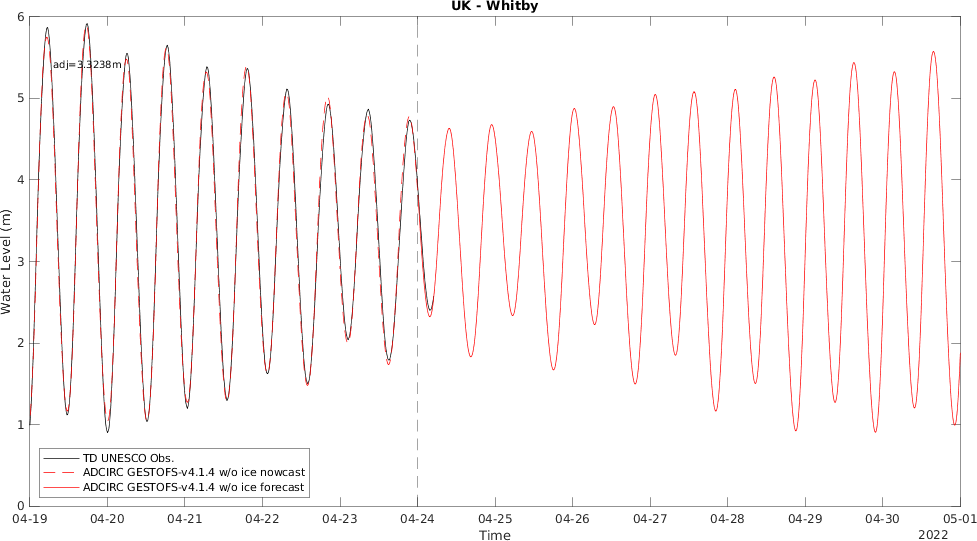 UK - Whitby
6
adj=3.3238m
5
4
3
Water Level (m)
2
1
TD UNESCO Obs.
ADCIRC GESTOFS-v4.1.4 w/o ice nowcast
ADCIRC GESTOFS-v4.1.4 w/o ice forecast
0
04-19 04-20 04-21 04-22 04-23 04-24 04-25 04-26 04-27 04-28 04-29 04-30 05-01
Time
2022